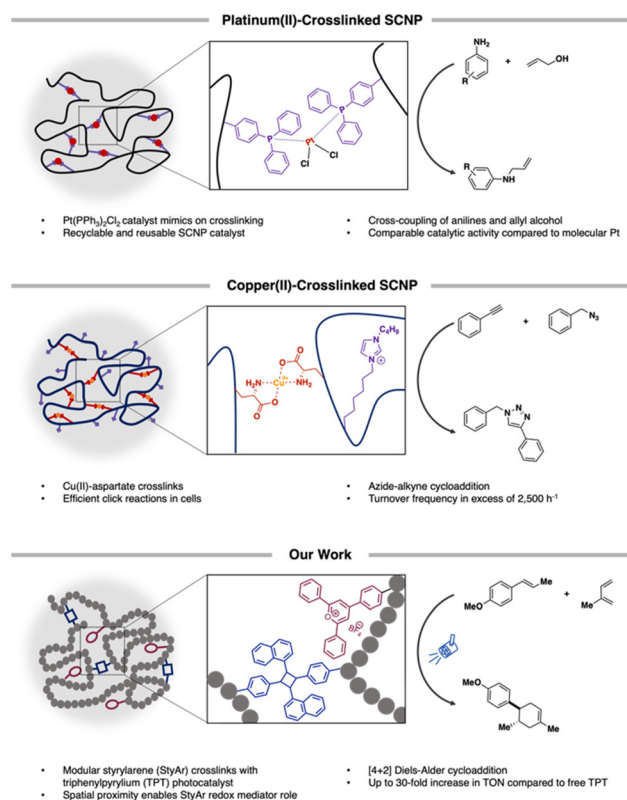 Platinum(II)-Crosslinked SCNP
NH₂
R
+
OH
P
P
Pt
Cl
Cl
R
NH
• Pt(PPh₃)₂Cl₂ catalyst mimics on crosslinking
• Recyclable and reusable SCNP catalyst
• Cross-coupling of anilines and allyl alcohol
• Comparable catalytic activity compared to molecular Pt
Copper(II)-Crosslinked SCNP
C₄H₉
N
N
⊕
O
O
H₂N
Cu²⁺
NH₂
O
O
+
N₃
N
N
N
• Cu(II)-aspartate crosslinks
• Efficient click reactions in cells
• Azide-alkyne cycloaddition
• Turnover frequency in excess of 2,500 h⁻¹
Our Work
O
⊕
BF₄
⊖
Me
MeO
+
Me
MeO
Me
Me
• Modular styrylarene (StyAr) crosslinks with
triphenylpyrylium (TPT) photocatalyst
• Spatial proximity enables StyAr redox mediator role
• [4+2] Diels-Alder cycloaddition
• Up to 30-fold increase in TON compared to free TPT